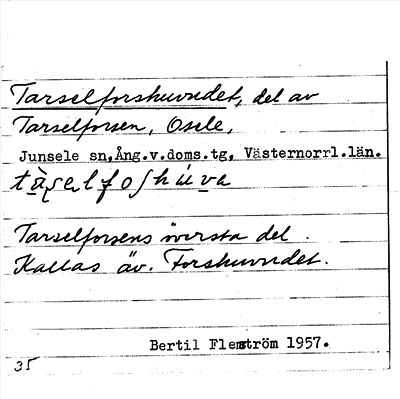 Tarselforshuvudet, del av
Tarselforsen, Osele,
Junsele sn, Ång.v.doms.tg, Västernorrl.län.
Tarselforsens översta del.
Kallas äv. Forshuvudet.
Bertil Flemström 1957.
35